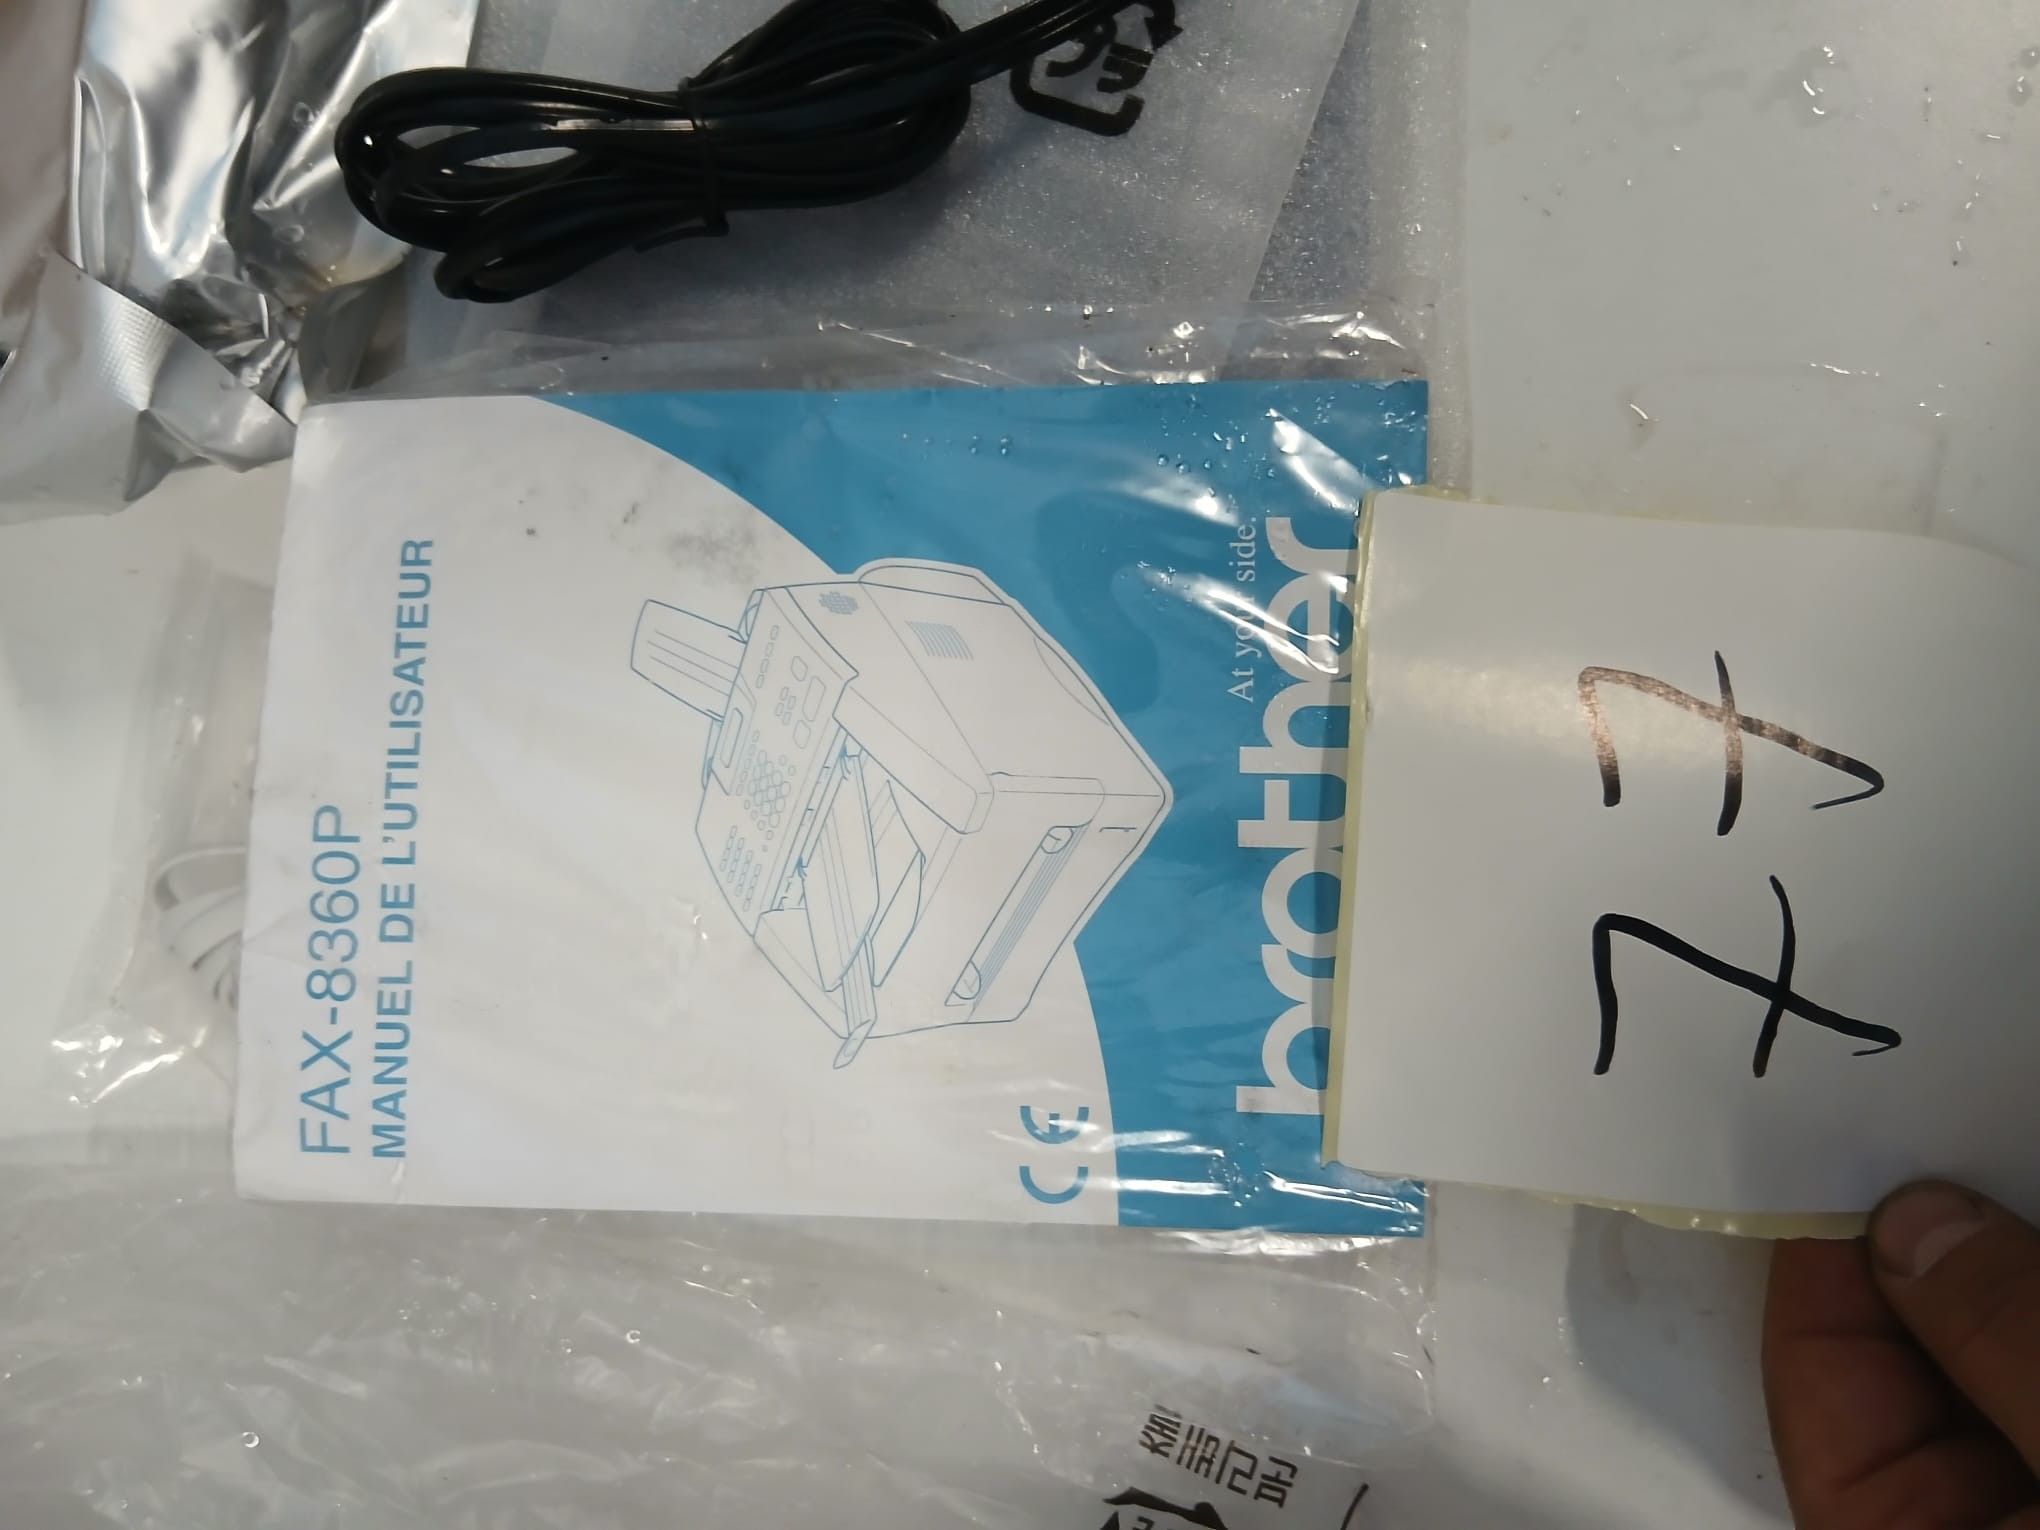 FAX-8360P
MANUEL DE L'UTILISATEUR
CE
At your side.
brother
77